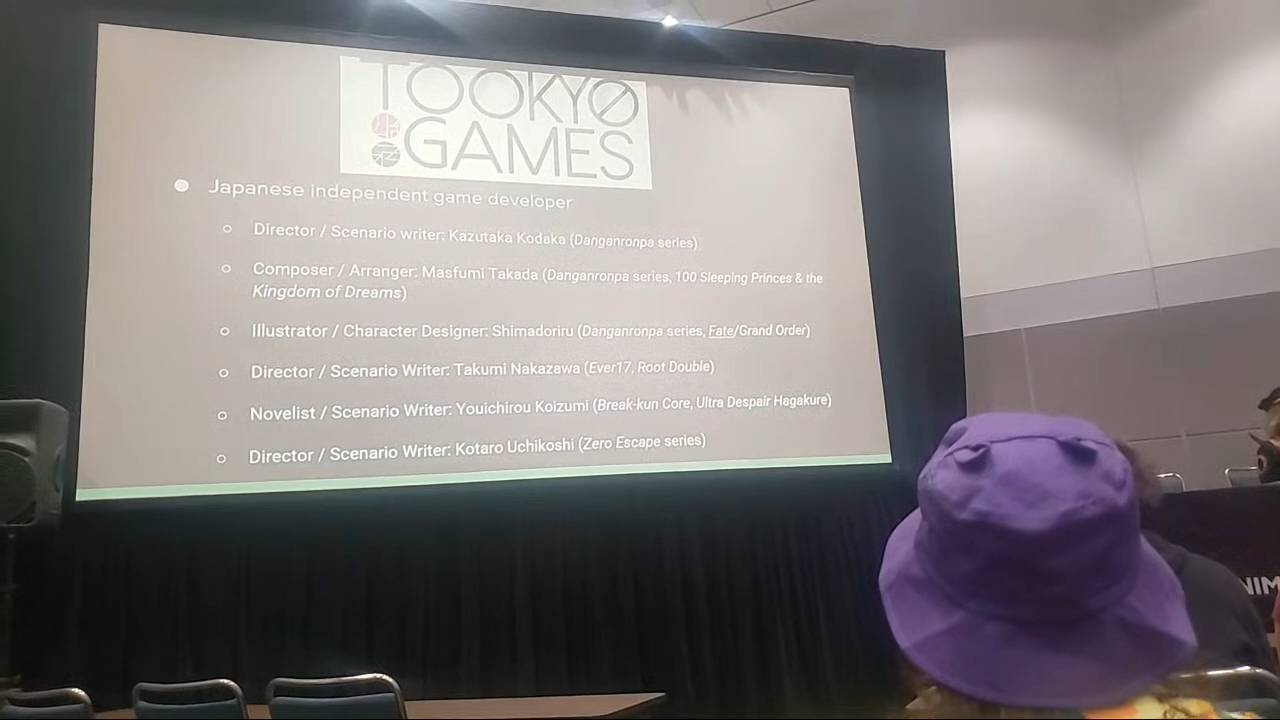 TOOKYO
GAMES
Japanese independent game developer
Director / Scenario writer: Kazutaka Kodaka (Danganronpa series)
Composer / Arranger: Masfumi Takada (Danganronpa series, 100 Sleeping Princes & the
Kingdom of Dreams)
Illustrator / Character Designer: Shimadoriru (Danganronpa series, Fate/Grand Order)
Director / Scenario Writer: Takumi Nakazawa (Ever17, Root Double)
Novelist / Scenario Writer: Youichirou Koizumi (Break-kun Core, Ultra Despair Hagakure)
Director / Scenario Writer: Kotaro Uchikoshi (Zero Escape series)
NIM